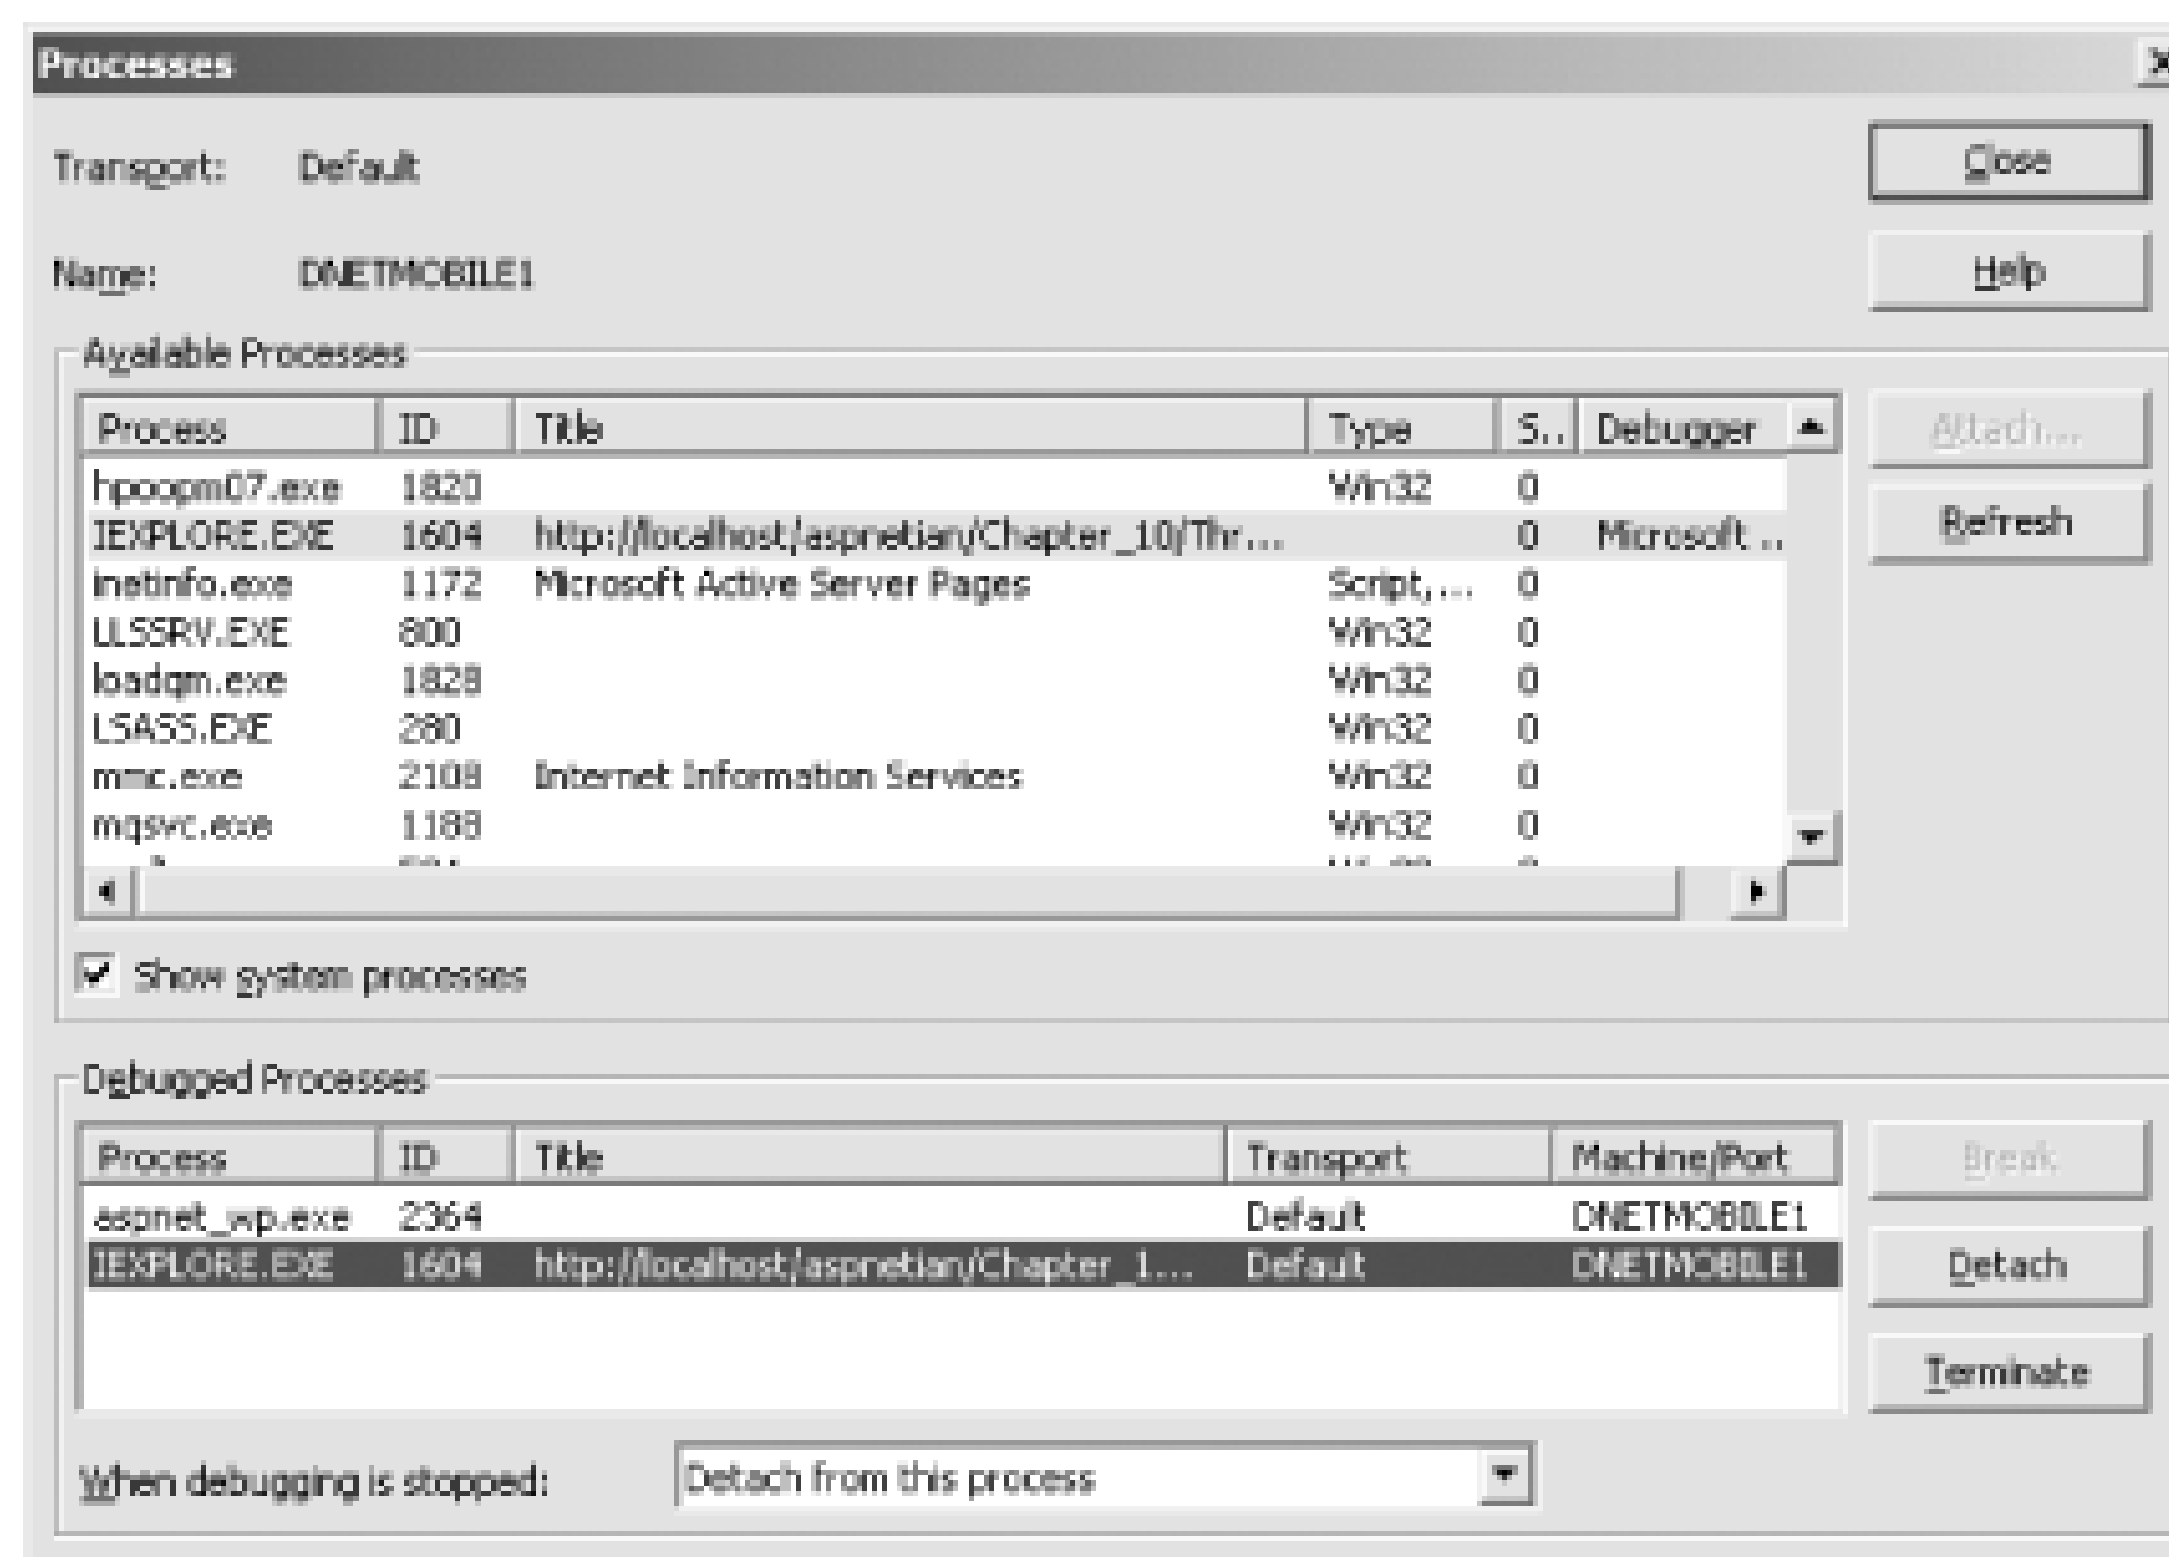 Processes
Transport: Default
Close
Name: DNETMOBILE1
Help
Available Processes
Process ID Title Type S.. Debugger
Attach...
hpoopm07.exe 1820 Win32 0
IEXPLORE.EXE 1604 http://localhost/aspnetian/Chapter_10/Thr... 0 Microsoft ..
Refresh
inetinfo.exe 1172 Microsoft Active Server Pages Script,... 0
LLSSRV.EXE 800 Win32 0
loadqm.exe 1828 Win32 0
LSASS.EXE 280 Win32 0
mmc.exe 2108 Internet Information Services Win32 0
mqsvc.exe 1188 Win32 0
Show system processes
Debugged Processes
Process ID Title Transport Machine/Port
Break
aspnet_wp.exe 2364 Default DNETMOBILE1
IEXPLORE.EXE 1604 http://localhost/aspnetian/Chapter_1... Default DNETMOBILE1
Detach
Terminate
When debugging is stopped: Detach from this process